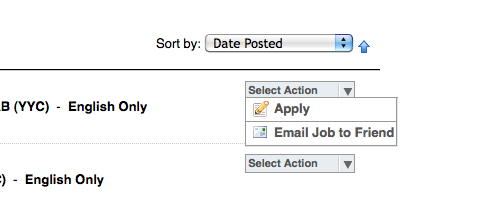 Sort by: Date Posted
Select Action
(YYC) - English Only
Apply
Email Job to Friend
Select Action
) - English Only